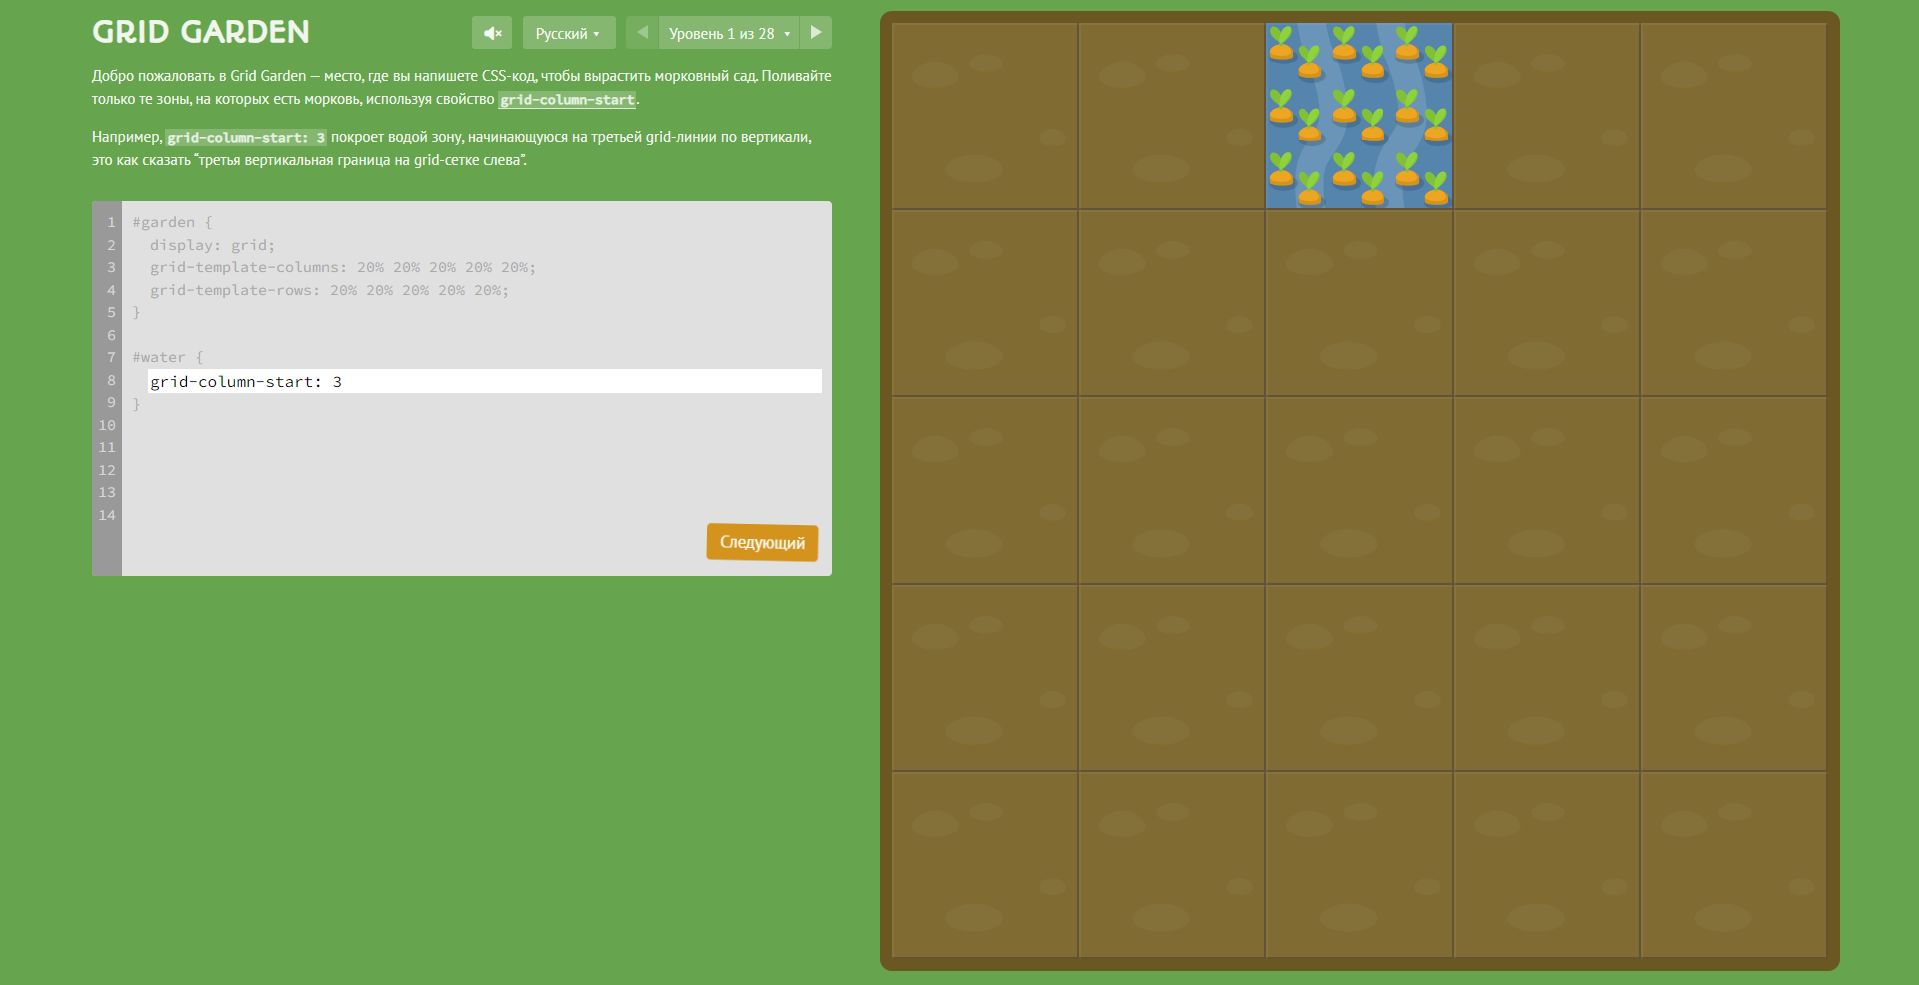 GRID GARDEN
Русский ▾
◀ Уровень 1 из 28 ▾ ▶
Добро пожаловать в Grid Garden — место, где вы напишете CSS-код, чтобы вырастить морковный сад. Поливайте
только те зоны, на которых есть морковь, используя свойство grid-column-start.
Например, grid-column-start: 3 покроет водой зону, начинающуюся на третьей grid-линии по вертикали,
это как сказать “третья вертикальная граница на grid-сетке слева”.
1 #garden {
2 display: grid;
3 grid-template-columns: 20% 20% 20% 20% 20%;
4 grid-template-rows: 20% 20% 20% 20% 20%;
5 }
6
7 #water {
8 grid-column-start: 3
9 }
10
11
12
13
14
Следующий